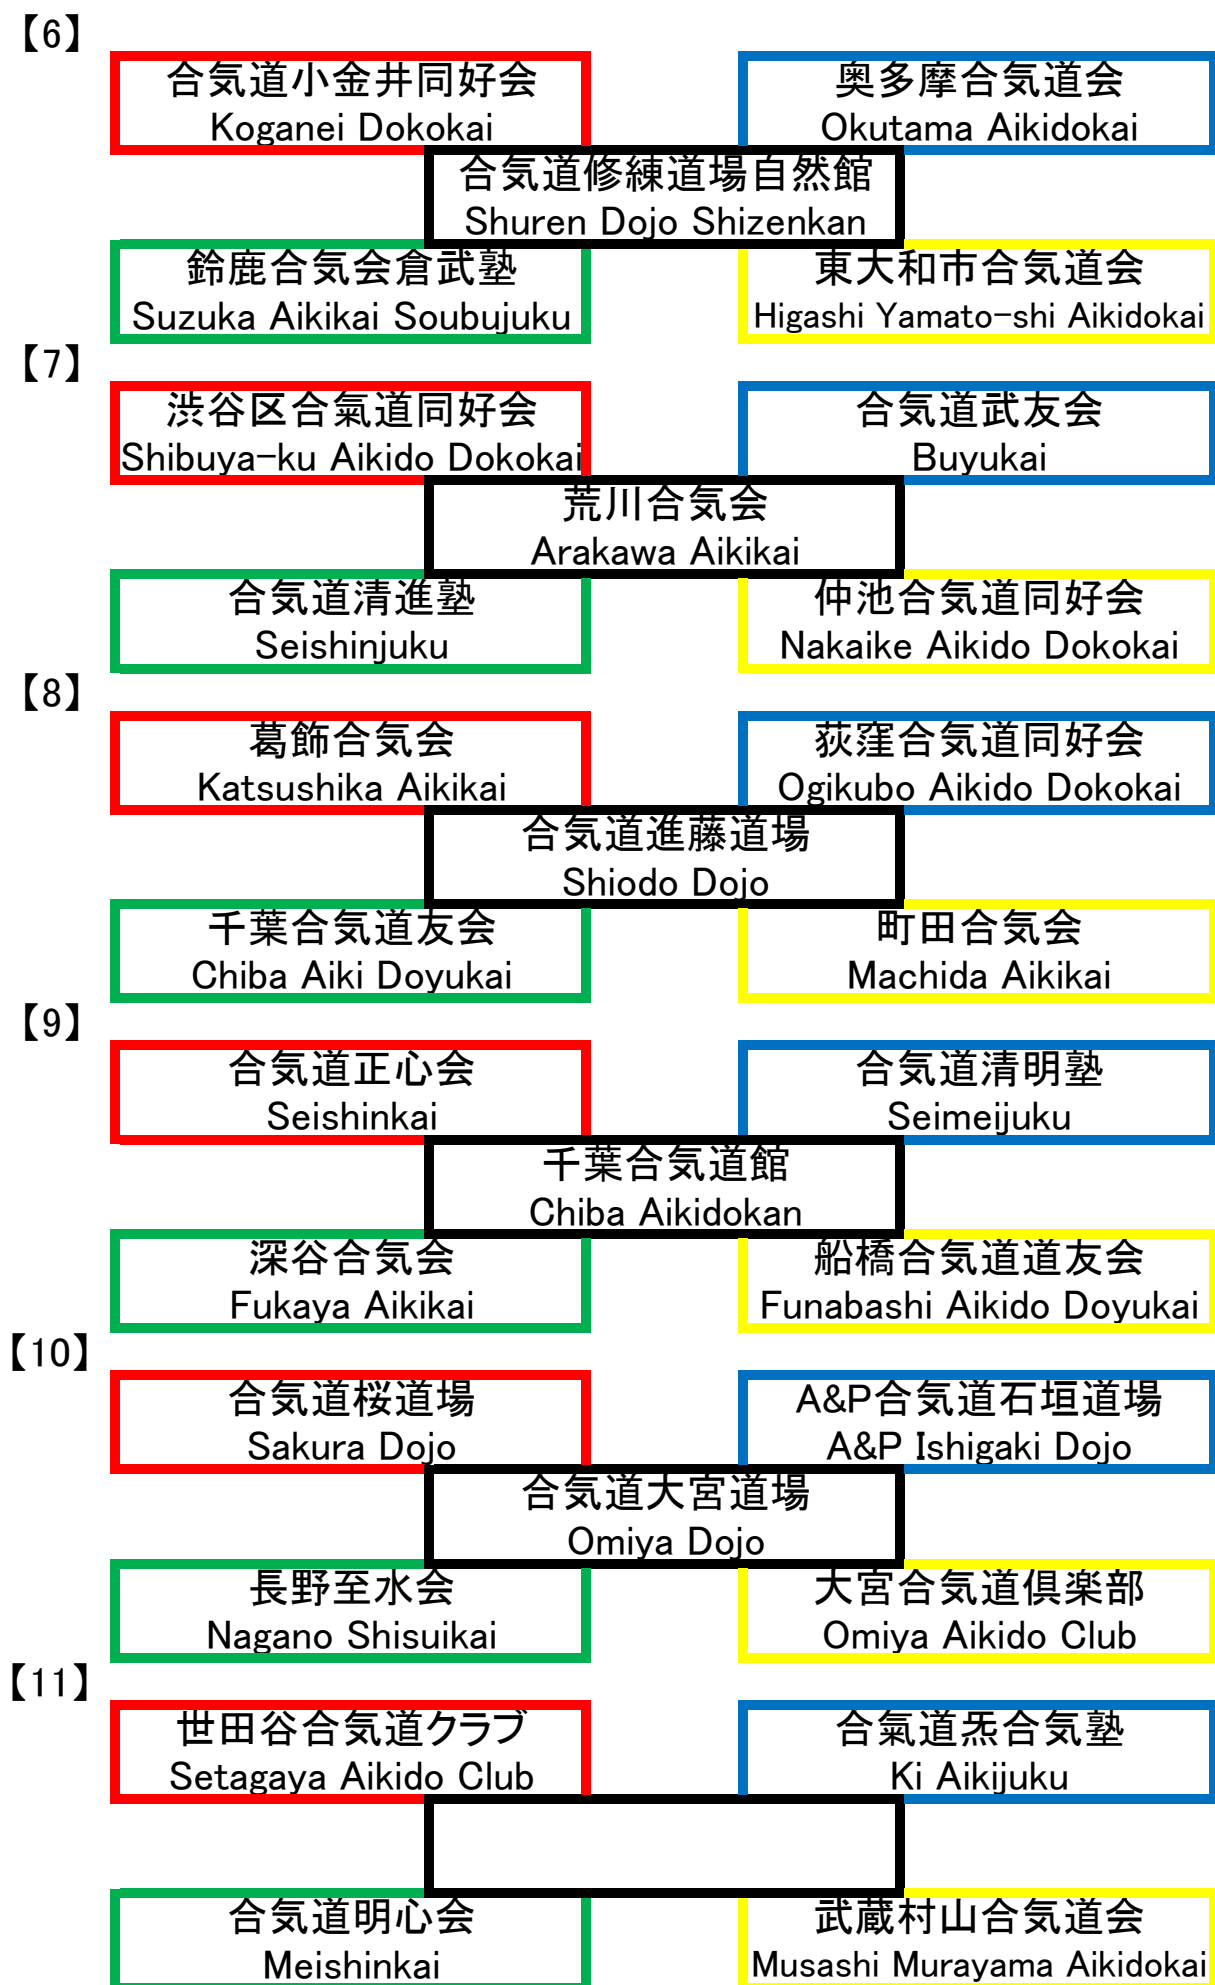 【6】
合気道小金井同好会
Koganei Dokokai
奥多摩合気道会
Okutama Aikidokai
合気道修練道場自然館
Shuren Dojo Shizenkan
鈴鹿合気会倉武塾
Suzuka Aikikai Soubujuku
東大和市合気道会
Higashi Yamato-shi Aikidokai
【7】
渋谷区合氣道同好会
Shibuya-ku Aikido Dokokai
合気道武友会
Buyukai
荒川合気会
Arakawa Aikikai
合気道清進塾
Seishinjuku
仲池合気道同好会
Nakaike Aikido Dokokai
【8】
葛飾合気会
Katsushika Aikikai
荻窪合気道同好会
Ogikubo Aikido Dokokai
合気道進藤道場
Shiodo Dojo
千葉合気道友会
Chiba Aiki Doyukai
町田合気会
Machida Aikikai
【9】
合気道正心会
Seishinkai
合気道清明塾
Seimeijuku
千葉合気道館
Chiba Aikidokan
深谷合気会
Fukaya Aikikai
船橋合気道道友会
Funabashi Aikido Doyukai
【10】
合気道桜道場
Sakura Dojo
A&P合気道石垣道場
A&P Ishigaki Dojo
合気道大宮道場
Omiya Dojo
長野至水会
Nagano Shisuikai
大宮合気道倶楽部
Omiya Aikido Club
【11】
世田谷合気道クラブ
Setagaya Aikido Club
合氣道炁合気塾
Ki Aikijuku
合気道明心会
Meishinkai
武蔵村山合気道会
Musashi Murayama Aikidokai